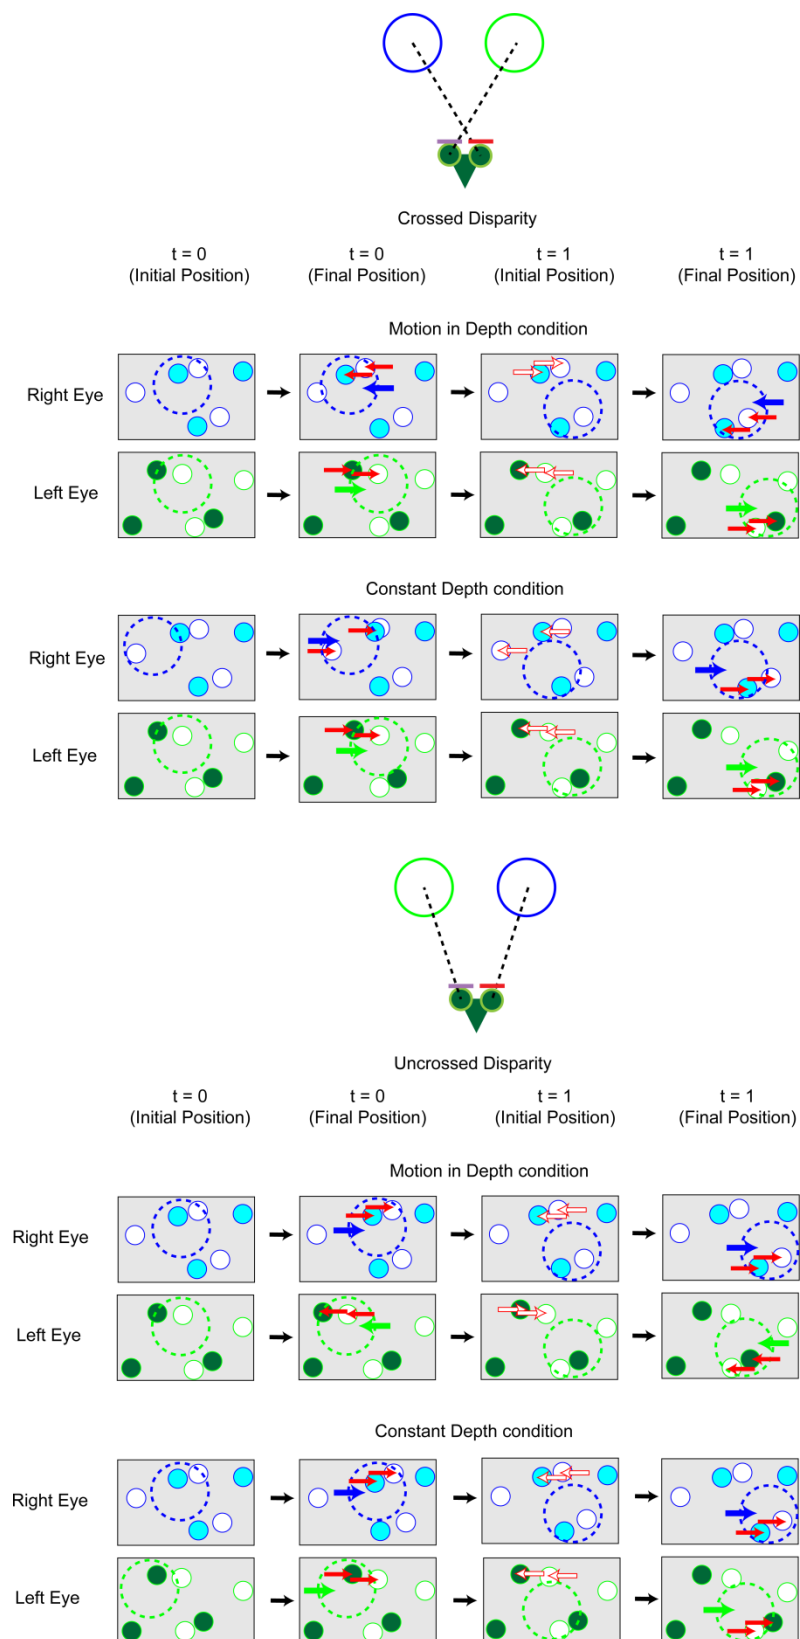 Crossed Disparity
t = 0
(Initial Position)
t = 0
(Final Position)
t = 1
(Initial Position)
t = 1
(Final Position)
Motion in Depth condition
Right Eye
Left Eye
Constant Depth condition
Right Eye
Left Eye
Uncrossed Disparity
t = 0
(Initial Position)
t = 0
(Final Position)
t = 1
(Initial Position)
t = 1
(Final Position)
Motion in Depth condition
Right Eye
Left Eye
Constant Depth condition
Right Eye
Left Eye